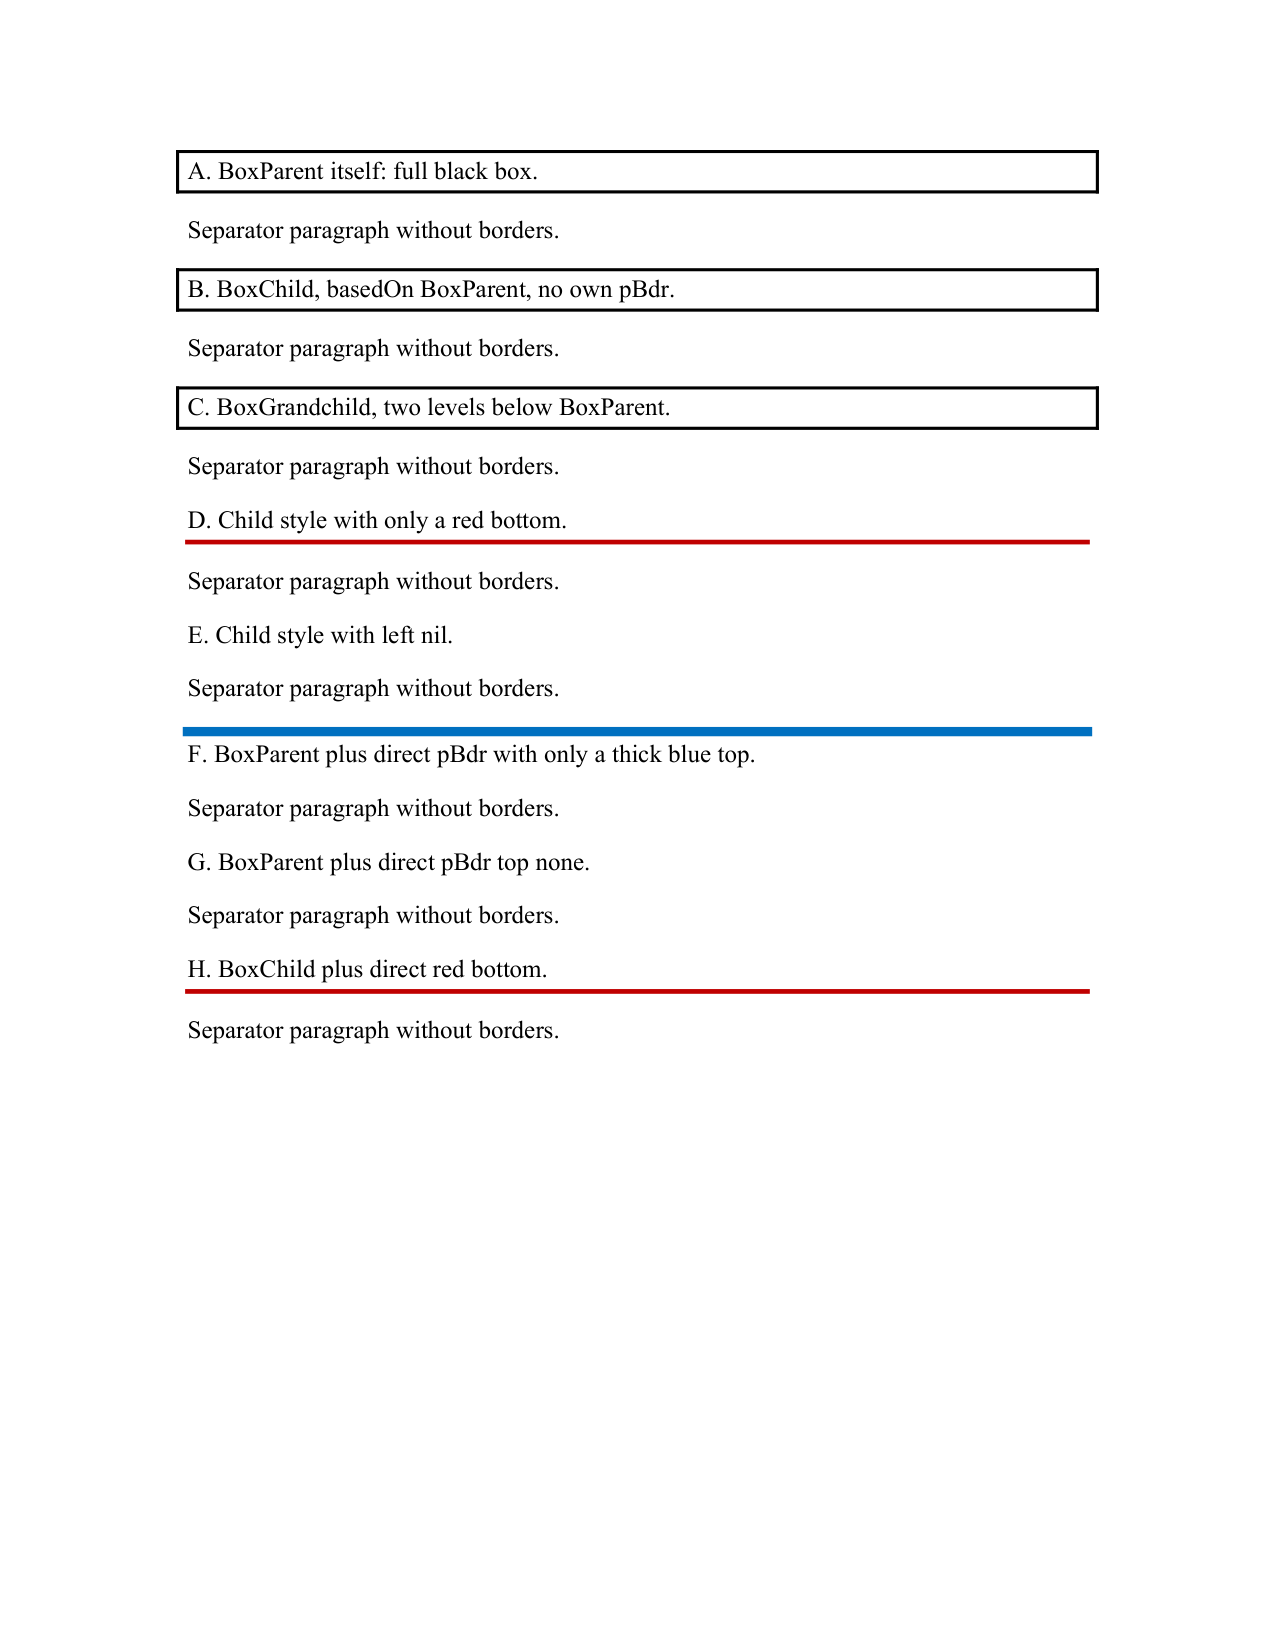 A. BoxParent itself: full black box.
Separator paragraph without borders.
B. BoxChild, basedOn BoxParent, no own pBdr.
Separator paragraph without borders.
C. BoxGrandchild, two levels below BoxParent.
Separator paragraph without borders.
D. Child style with only a red bottom.
Separator paragraph without borders.
E. Child style with left nil.
Separator paragraph without borders.
F. BoxParent plus direct pBdr with only a thick blue top.
Separator paragraph without borders.
G. BoxParent plus direct pBdr top none.
Separator paragraph without borders.
H. BoxChild plus direct red bottom.
Separator paragraph without borders.